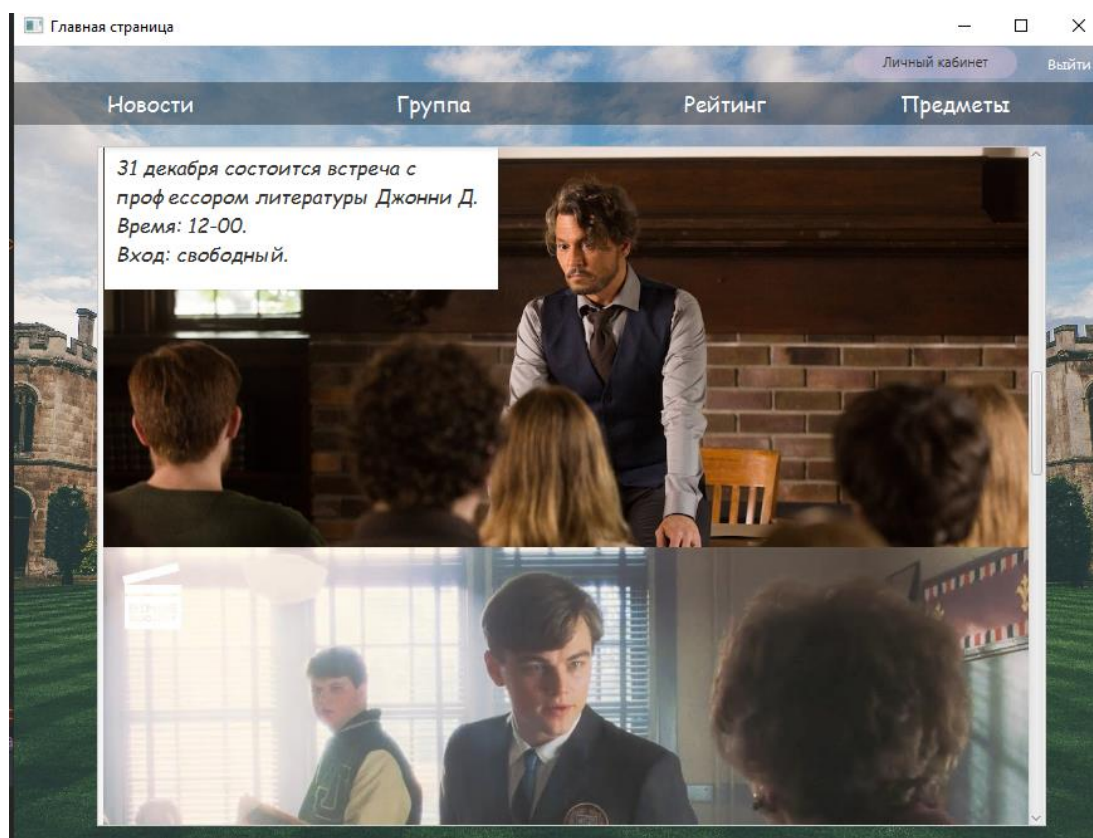 Главная страница
Личный кабинет
Выйти
Новости
Группа
Рейтинг
Предметы
31 декабря состоится встреча с
профессором литературы Джонни Д.
Время: 12-00.
Вход: свободный.